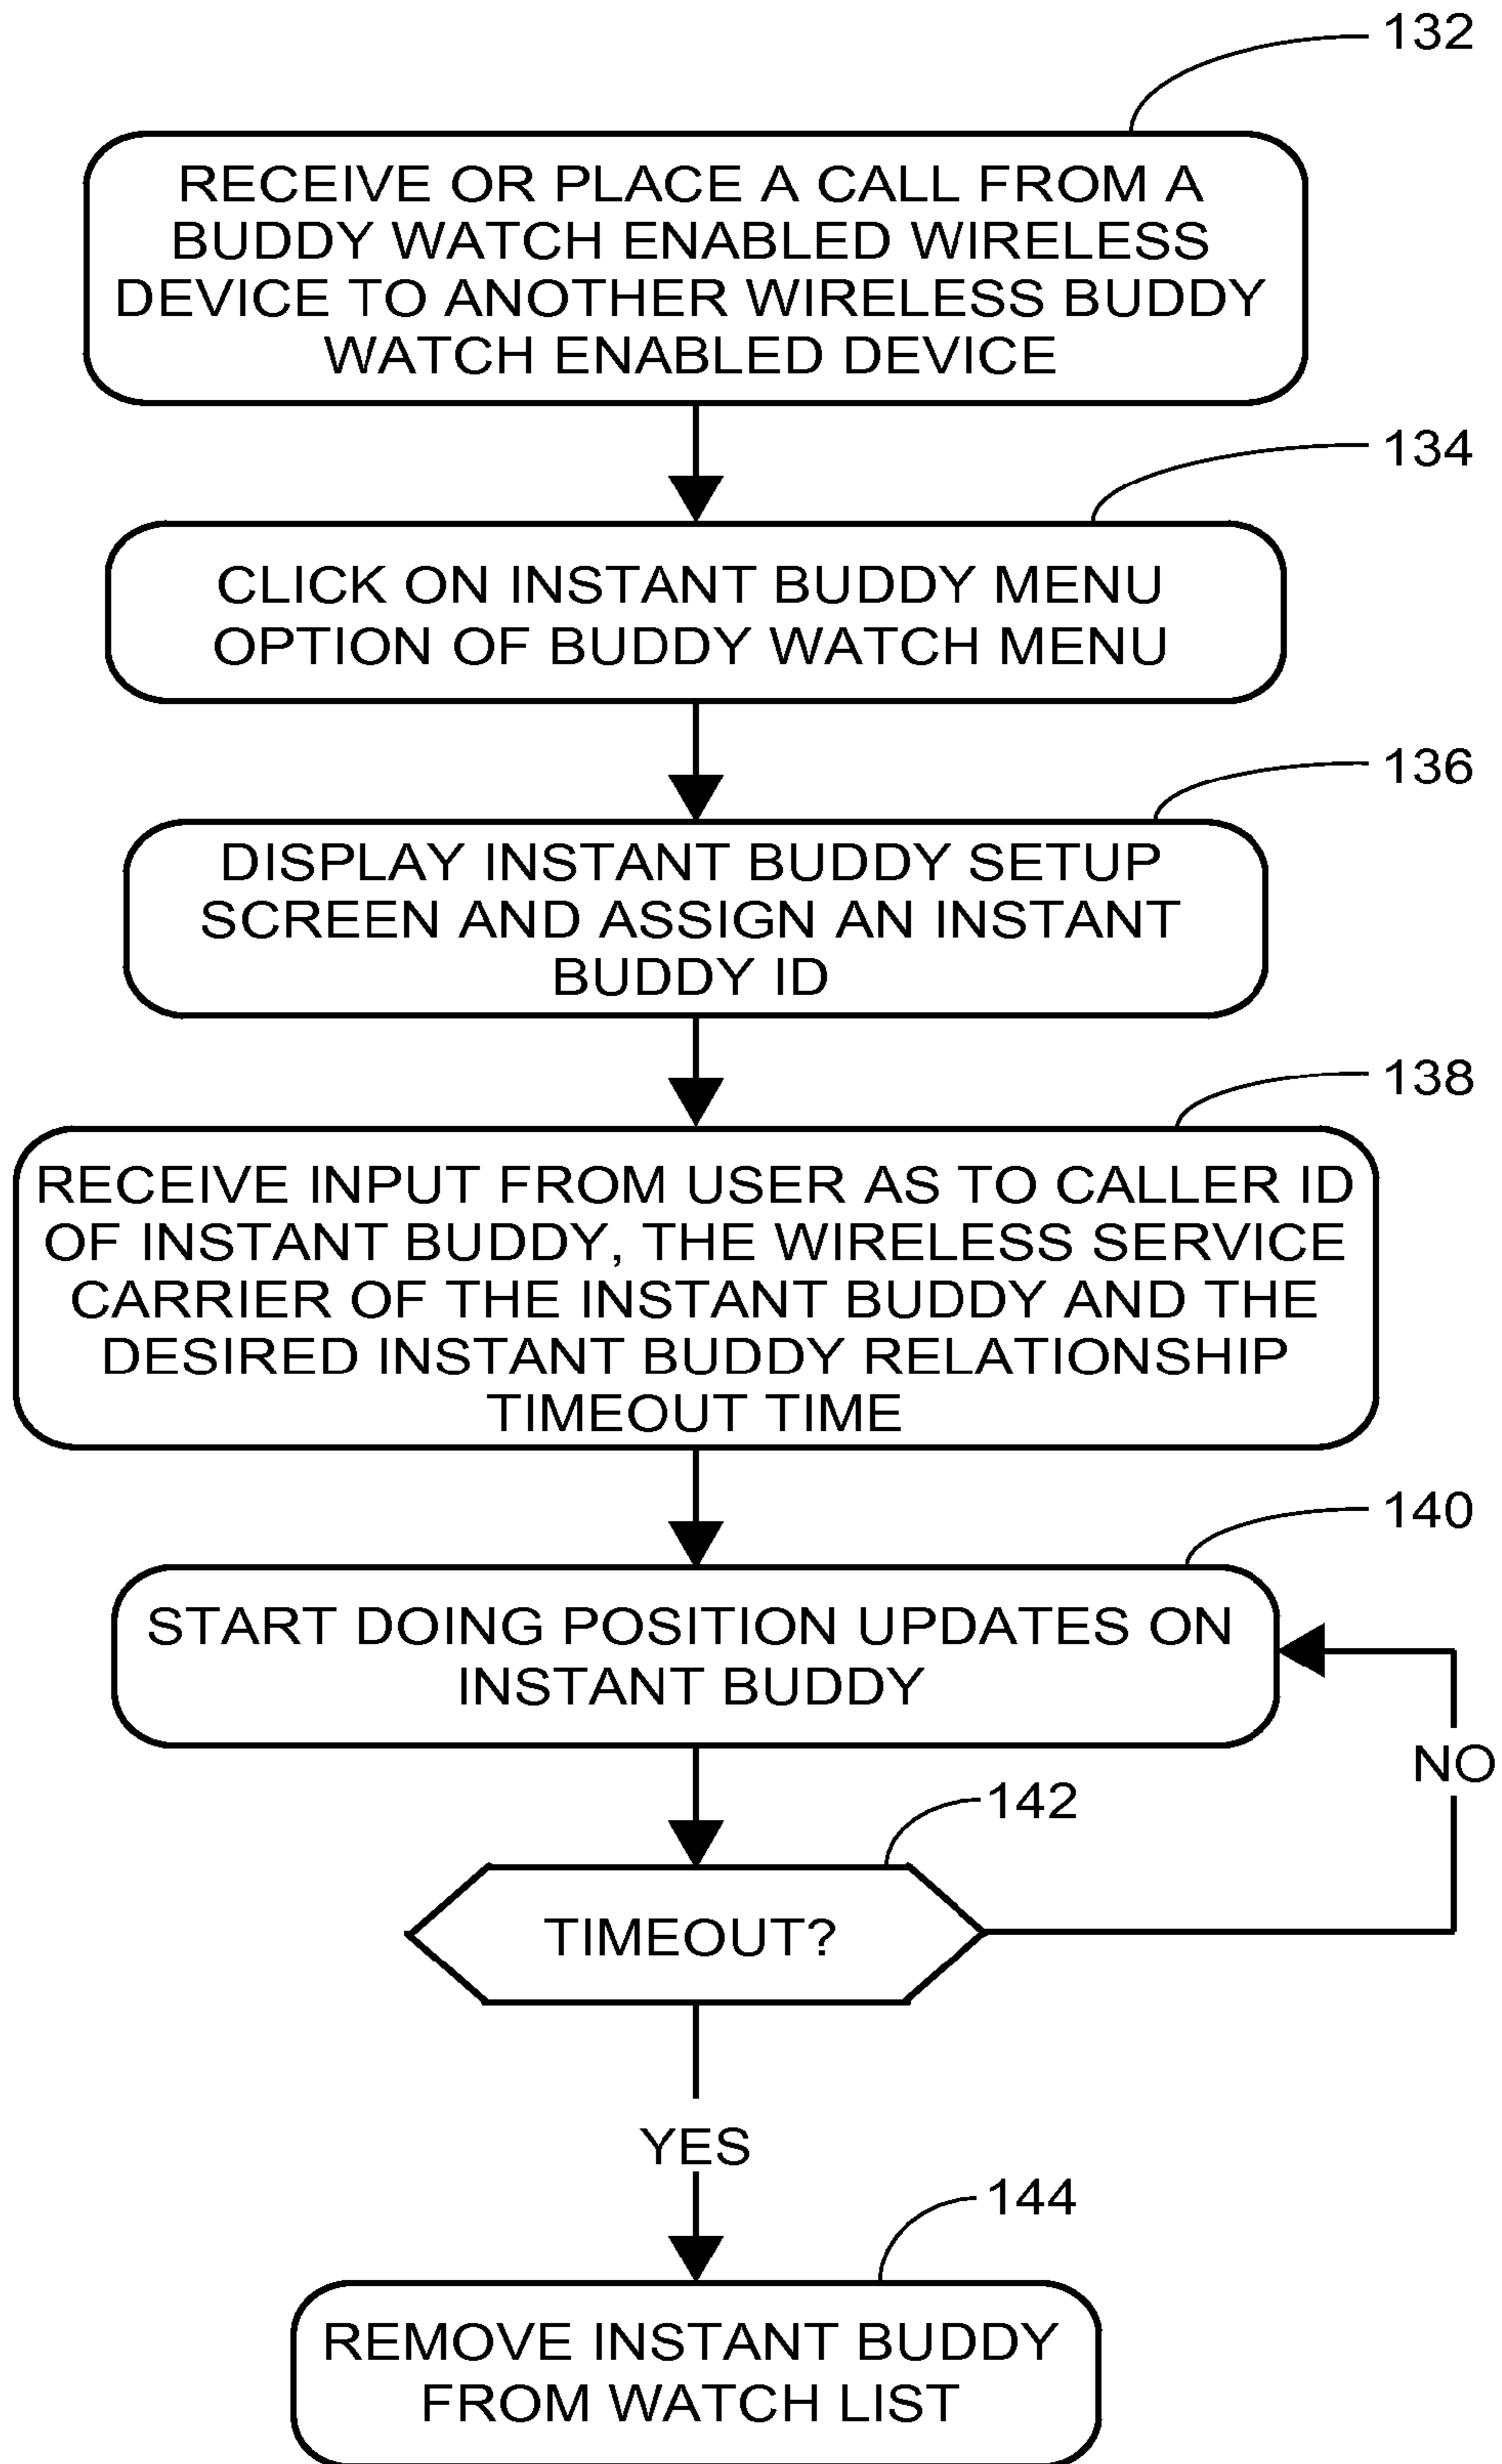 132
RECEIVE OR PLACE A CALL FROM A
BUDDY WATCH ENABLED WIRELESS
DEVICE TO ANOTHER WIRELESS BUDDY
WATCH ENABLED DEVICE
134
CLICK ON INSTANT BUDDY MENU
OPTION OF BUDDY WATCH MENU
136
DISPLAY INSTANT BUDDY SETUP
SCREEN AND ASSIGN AN INSTANT
BUDDY ID
138
RECEIVE INPUT FROM USER AS TO CALLER ID
OF INSTANT BUDDY, THE WIRELESS SERVICE
CARRIER OF THE INSTANT BUDDY AND THE
DESIRED INSTANT BUDDY RELATIONSHIP
TIMEOUT TIME
140
START DOING POSITION UPDATES ON
INSTANT BUDDY
NO
142
TIMEOUT?
YES
144
REMOVE INSTANT BUDDY
FROM WATCH LIST